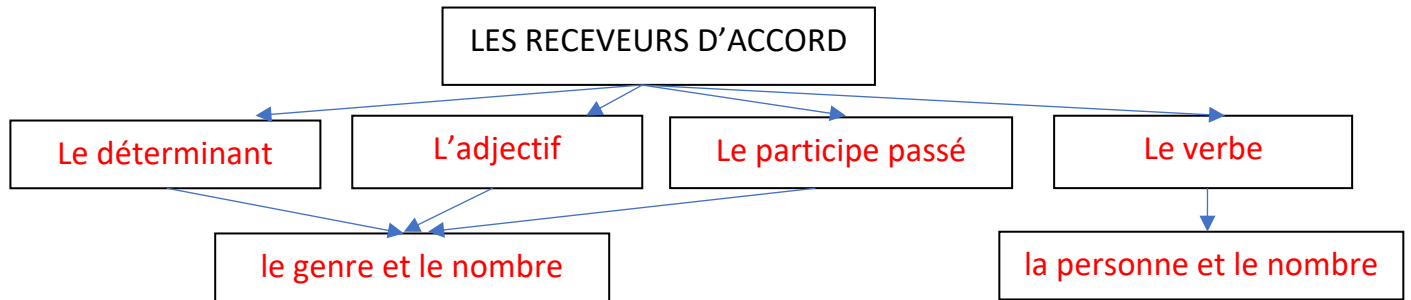 LES RECEVEURS D’ACCORD
Le déterminant
L’adjectif
Le participe passé
Le verbe
le genre et le nombre
la personne et le nombre